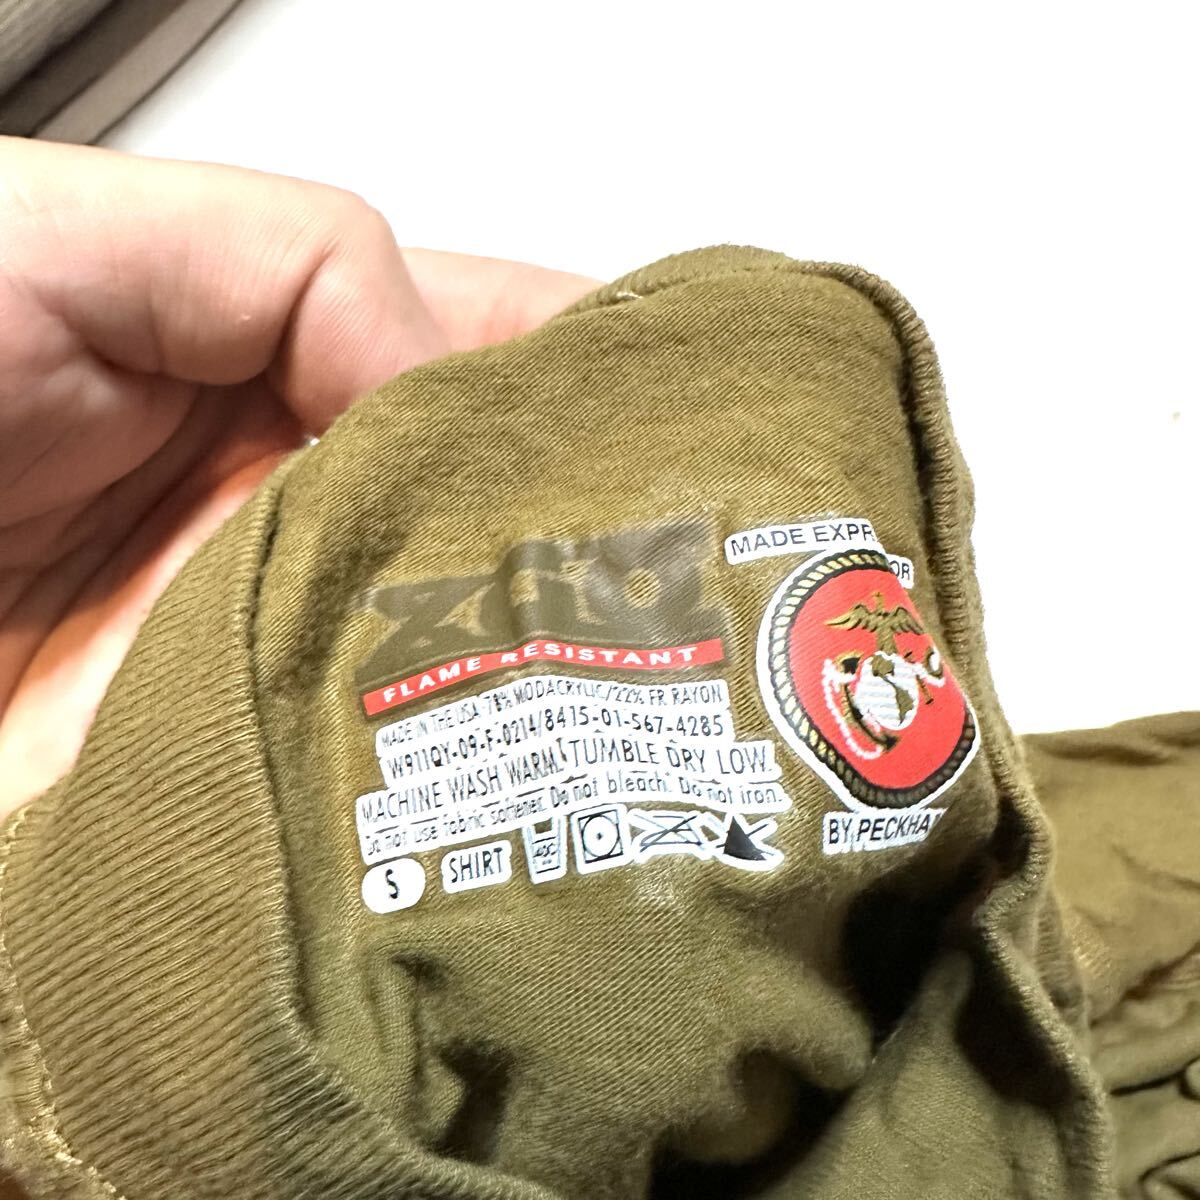 MADE EXPR
OR
FLAME RESISTANT
MADE IN THE USA 78% MODACRYLIC/22% FR RAYON
W911QY-09-F-0214/8415-01-567-4285
MACHINE WASH WARM. TUMBLE DRY LOW.
Do not use fabric softener. Do not bleach. Do not iron.
S SHIRT 40C
BY PECKHA